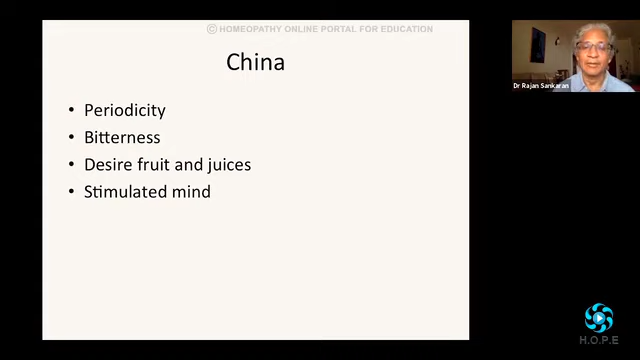 © HOMEOPATHY ONLINE PORTAL FOR EDUCATION
China
• Periodicity
• Bitterness
• Desire fruit and juices
• Stimulated mind
Dr Rajan Sankaran
H.O.P.E